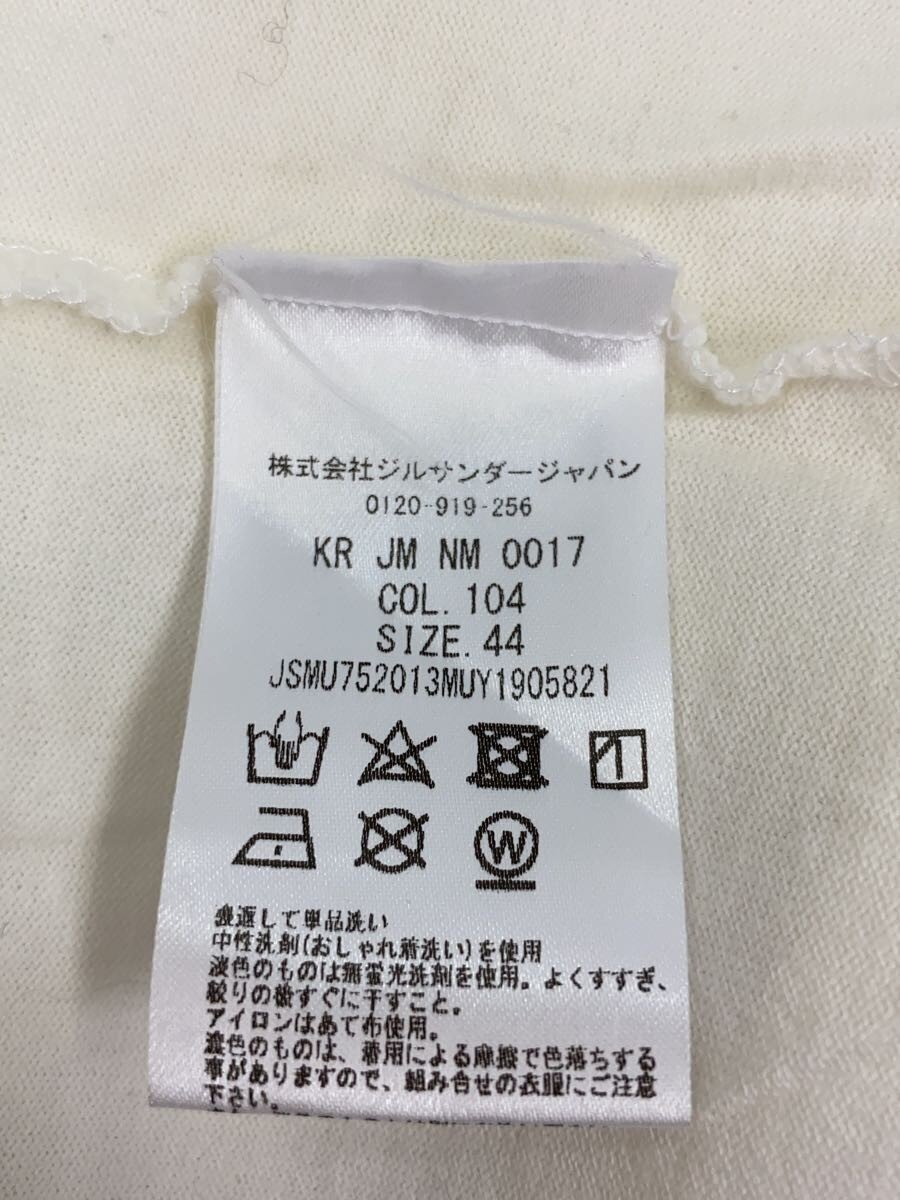 株式会社ジルサンダージャパン
0120-919-256
KR JM NM 0017
COL. 104
SIZE. 44
JSMU752013MUY1905821
W
裏返して単品洗い
中性洗剤(おしゃれ着洗い)を使用
淡色のものは無蛍光洗剤を使用。よくすすぎ、
絞りの後すぐに干すこと。
アイロンはあて布使用。
濃色のものは、着用による摩擦で色落ちする
事がありますので、組み合せの衣服にご注意
下さい。